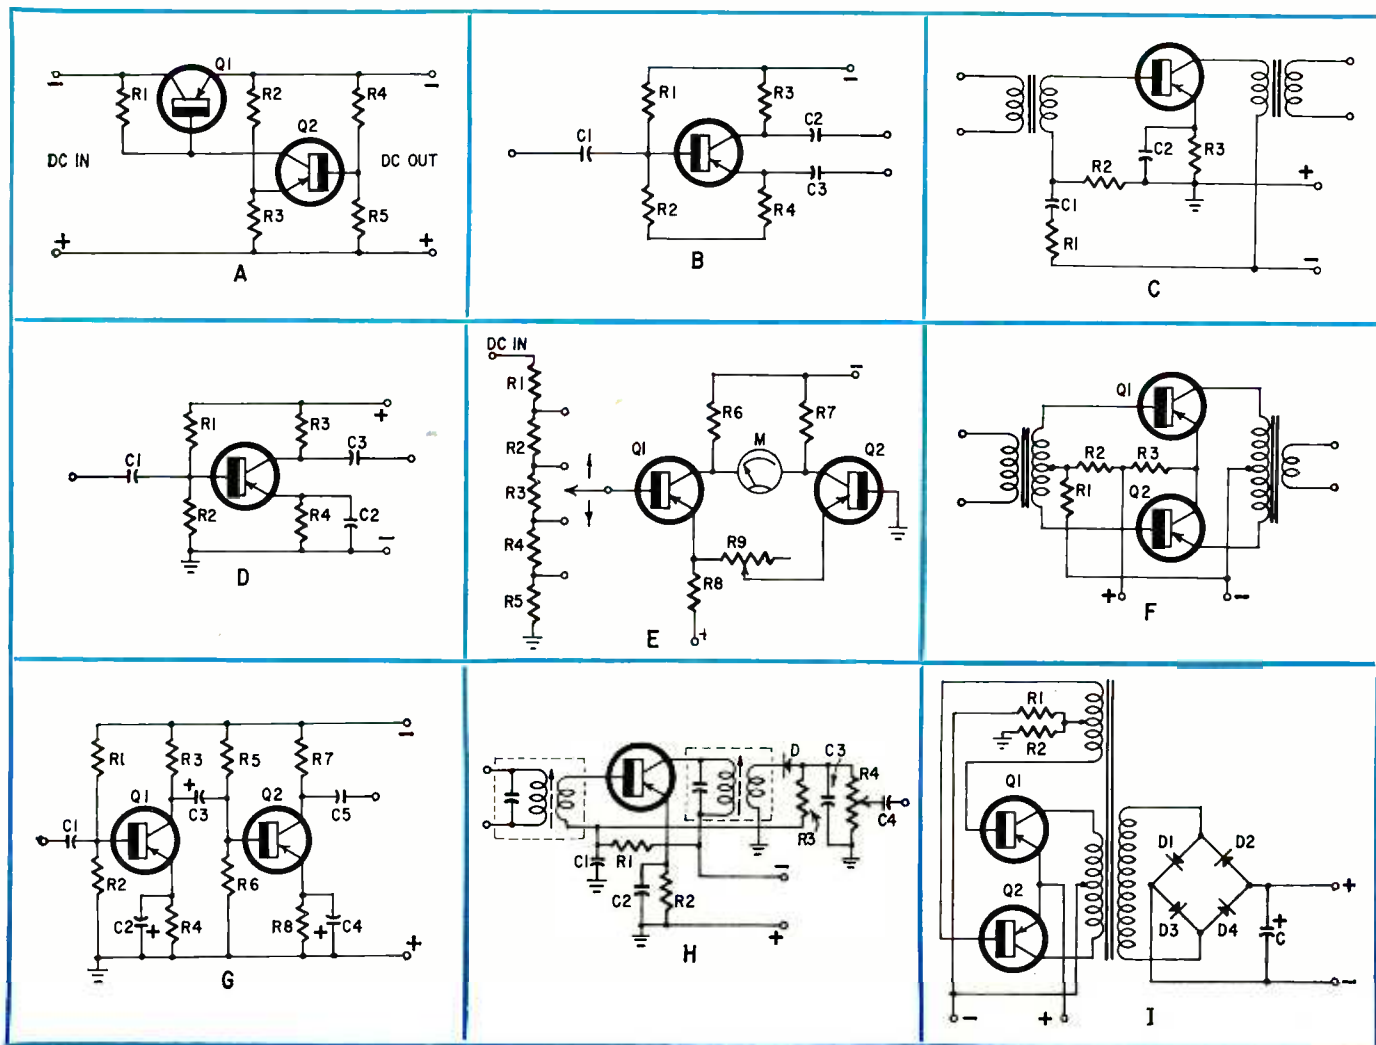 Q1
R1
R2
R4
Q2
DC IN
DC OUT
R3
R5
− − + +
A
R1
R3
−
C1
C2
C3
R2
R4
B
C2
R3
R2
+
C1
R1
−
C
R1
R3
+
C1
C3
R2
R4
C2
−
D
DC IN
R1
−
R6
R7
R2
Q1
M
Q2
R3
R4
R9
R8
R5
+
E
Q1
R2
R3
R1
Q2
+ −
F
−
R1
R3
R5
R7
+
C3
Q1
Q2
C5
C1
R2
R6
C2
+
R4
R8
+
C4
+
G
D
C3
R4
C4
R3
C1
R1
−
C2
R2
+
H
R1
R2
Q1
D1
D2
Q2
+
+
D3
D4
C
−
− +
I